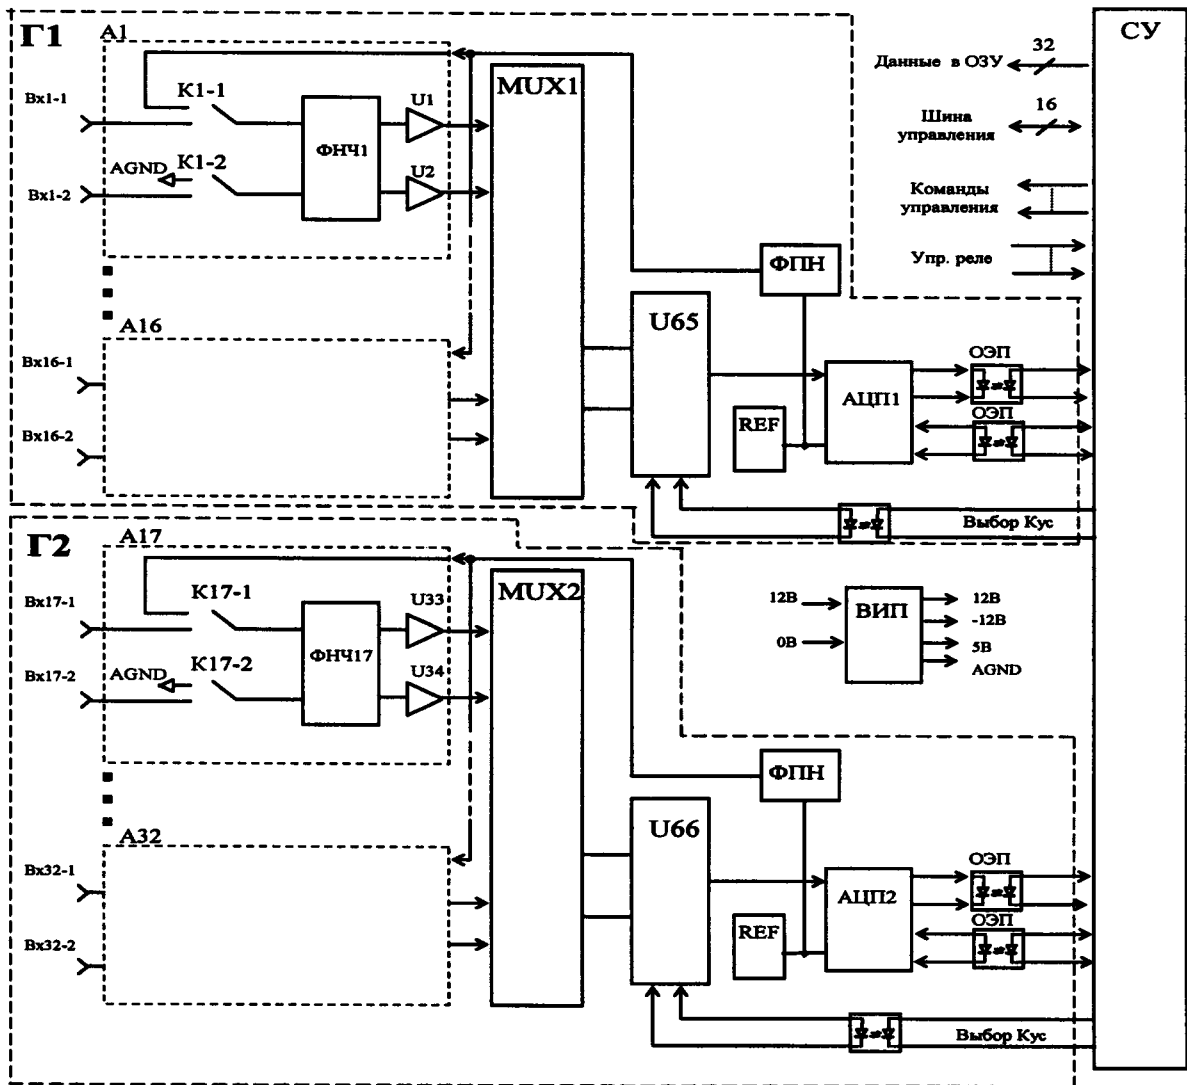 Г1
A1
СУ
MUX1
32
Данные в ОЗУ
Вх1-1
K1-1
U1
ФНЧ1
16
Шина
управления
AGND
K1-2
U2
Вх1-2
Команды
управления
Упр. реле
ФПН
A16
U65
Вх16-1
ОЭП
АЦП1
REF
ОЭП
Вх16-2
Выбор Кус
Г2
A17
MUX2
K17-1
U33
Вх17-1
12В
ВИП
12В
-12В
0В
5В
AGND
ФНЧ17
K17-2
U34
Вх17-2
AGND
ФПН
A32
U66
Вх32-1
ОЭП
АЦП2
REF
ОЭП
Вх32-2
Выбор Кус